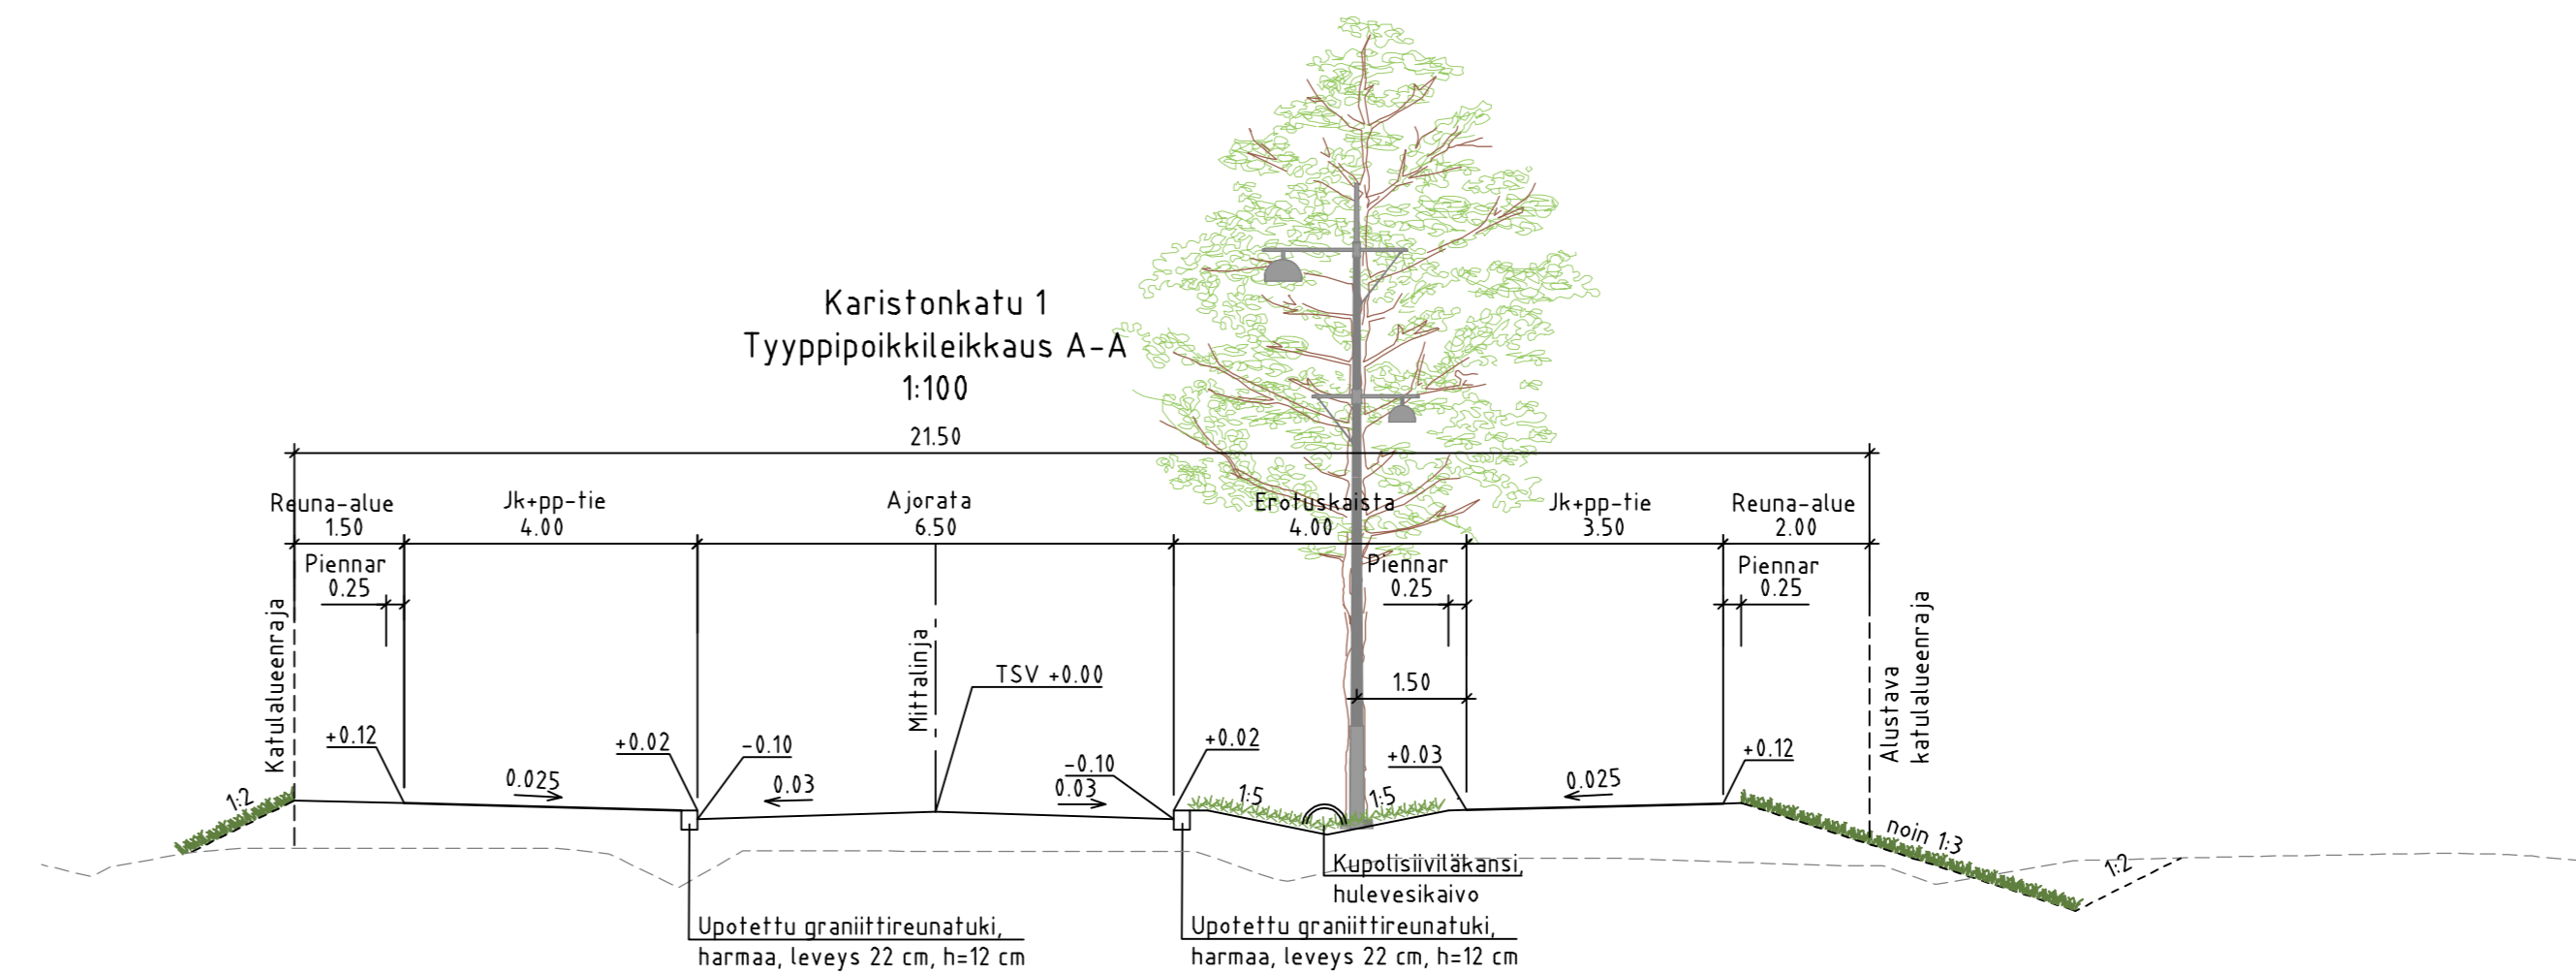 Karistonkatu 1
Tyyppipoikkileikkaus A-A
1:100
21.50
Reuna-alue
1.50
Jk+pp-tie
4.00
Ajorata
6.50
Erotuskaista
4.00
Jk+pp-tie
3.50
Reuna-alue
2.00
Piennar
0.25
Piennar
0.25
Piennar
0.25
Katualueenraja
Mittalinja
TSV +0.00
1.50
Alustava
katualueenraja
+0.12
+0.02
-0.10
-0.10
+0.02
+0.03
+0.12
1:2
0.025
0.03
0.03
1:5
1:5
0.025
noin 1:3
1:2
Kupolisiiviläkansi,
hulevesikaivo
Upotettu graniittireunatuki,
harmaa, leveys 22 cm, h=12 cm
Upotettu graniittireunatuki,
harmaa, leveys 22 cm, h=12 cm